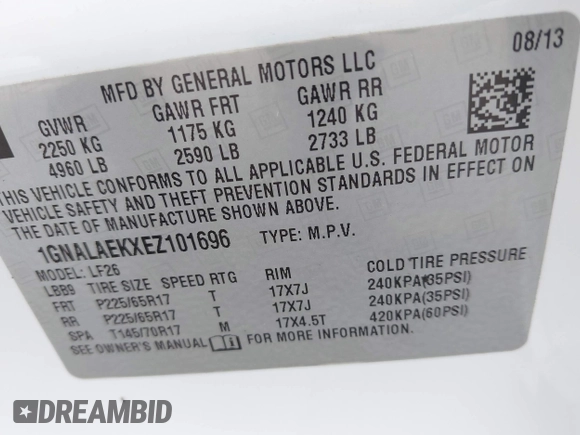 08/13
MFD BY GENERAL MOTORS LLC
GVWR GAWR FRT GAWR RR
2250 KG 1175 KG 1240 KG
4960 LB 2590 LB 2733 LB
THIS VEHICLE CONFORMS TO ALL APPLICABLE U.S. FEDERAL MOTOR
VEHICLE SAFETY AND THEFT PREVENTION STANDARDS IN EFFECT ON
THE DATE OF MANUFACTURE SHOWN ABOVE.
1GNALAEKXEZ101696 TYPE: M.P.V.
MODEL: LF26
LBB9 TIRE SIZE SPEED RTG RIM COLD TIRE PRESSURE
FRT P225/65R17 T 17X7J 240KPA(35PSI)
RR P225/65R17 T 17X7J 240KPA(35PSI)
SPA T145/70R17 M 17X4.5T 420KPA(60PSI)
SEE OWNER'S MANUAL FOR MORE INFORMATION.
DREAMBID